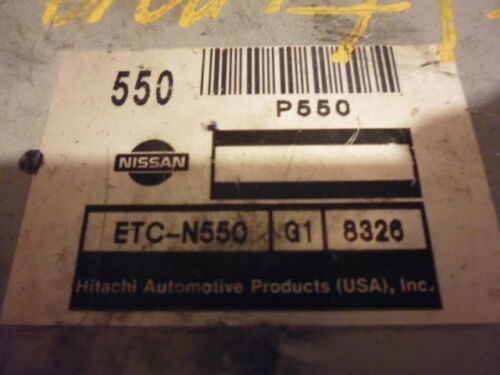 550
P550
NISSAN
ETC-N550 G1 8326
Hitachi Automotive Products (USA), Inc.